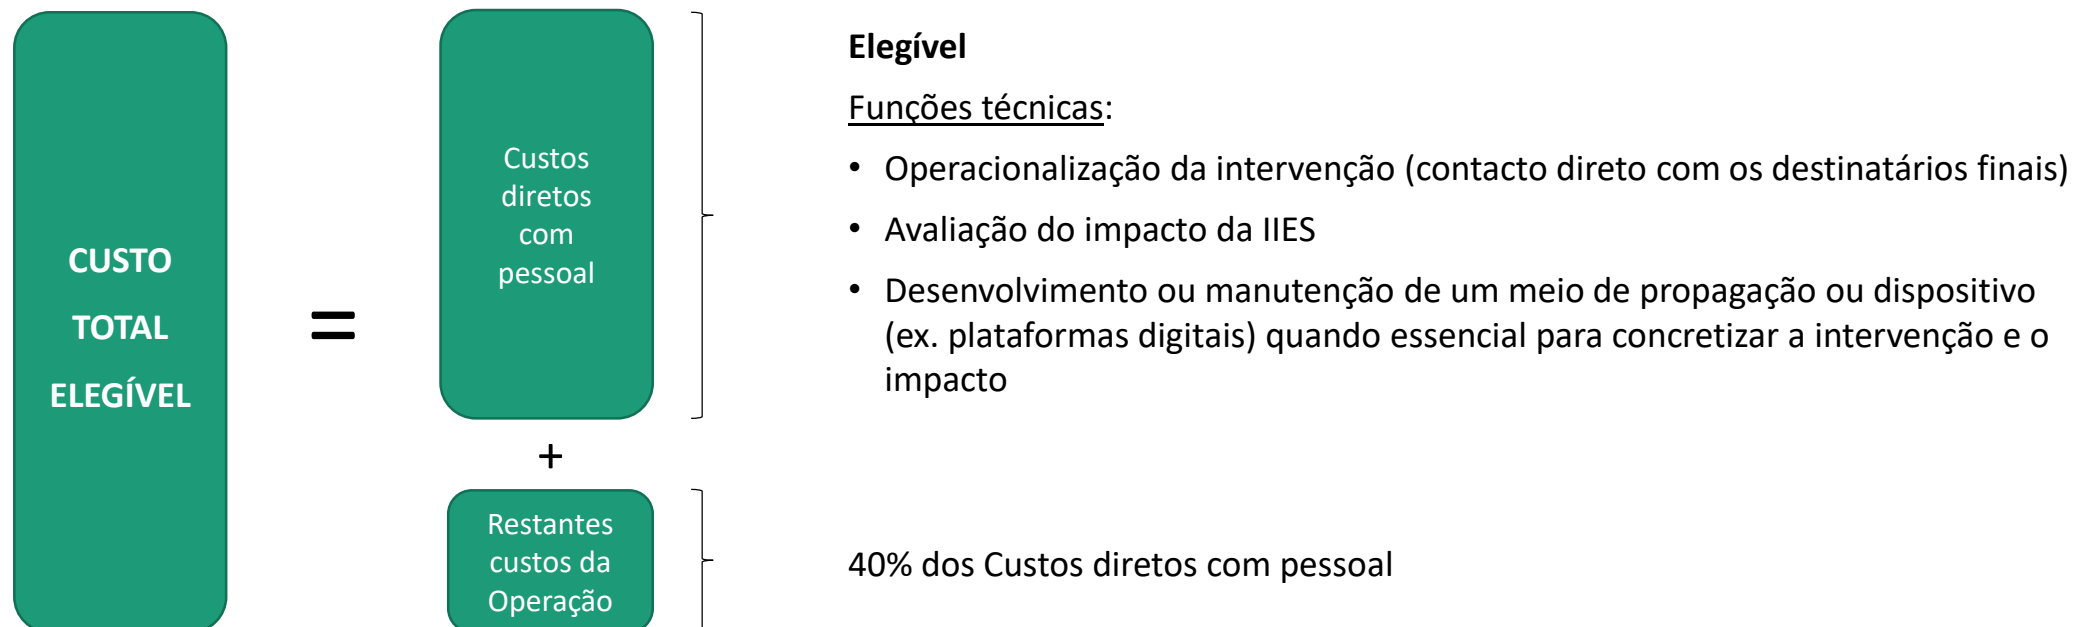 CUSTO
TOTAL
ELEGÍVEL
=
Custos
diretos
com
pessoal
+
Restantes
custos da
Operação
Elegível
Funções técnicas:
• Operacionalização da intervenção (contacto direto com os destinatários finais)
• Avaliação do impacto da IIES
• Desenvolvimento ou manutenção de um meio de propagação ou dispositivo
(ex. plataformas digitais) quando essencial para concretizar a intervenção e o
impacto
40% dos Custos diretos com pessoal